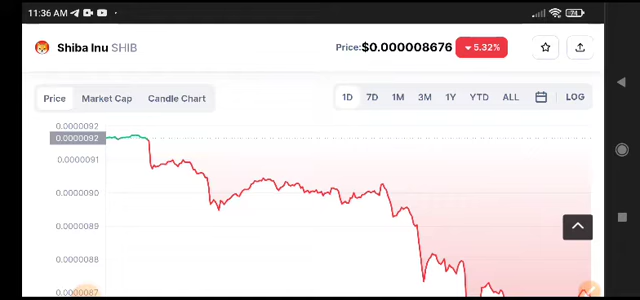 11:36 AM
74
Shiba Inu SHIB
Price:$0.000008676
5.32%
Price Market Cap Candle Chart
1D 7D 1M 3M 1Y YTD ALL LOG
0.0000092
0.0000092
0.0000091
0.0000090
0.0000089
0.0000088
0.0000087